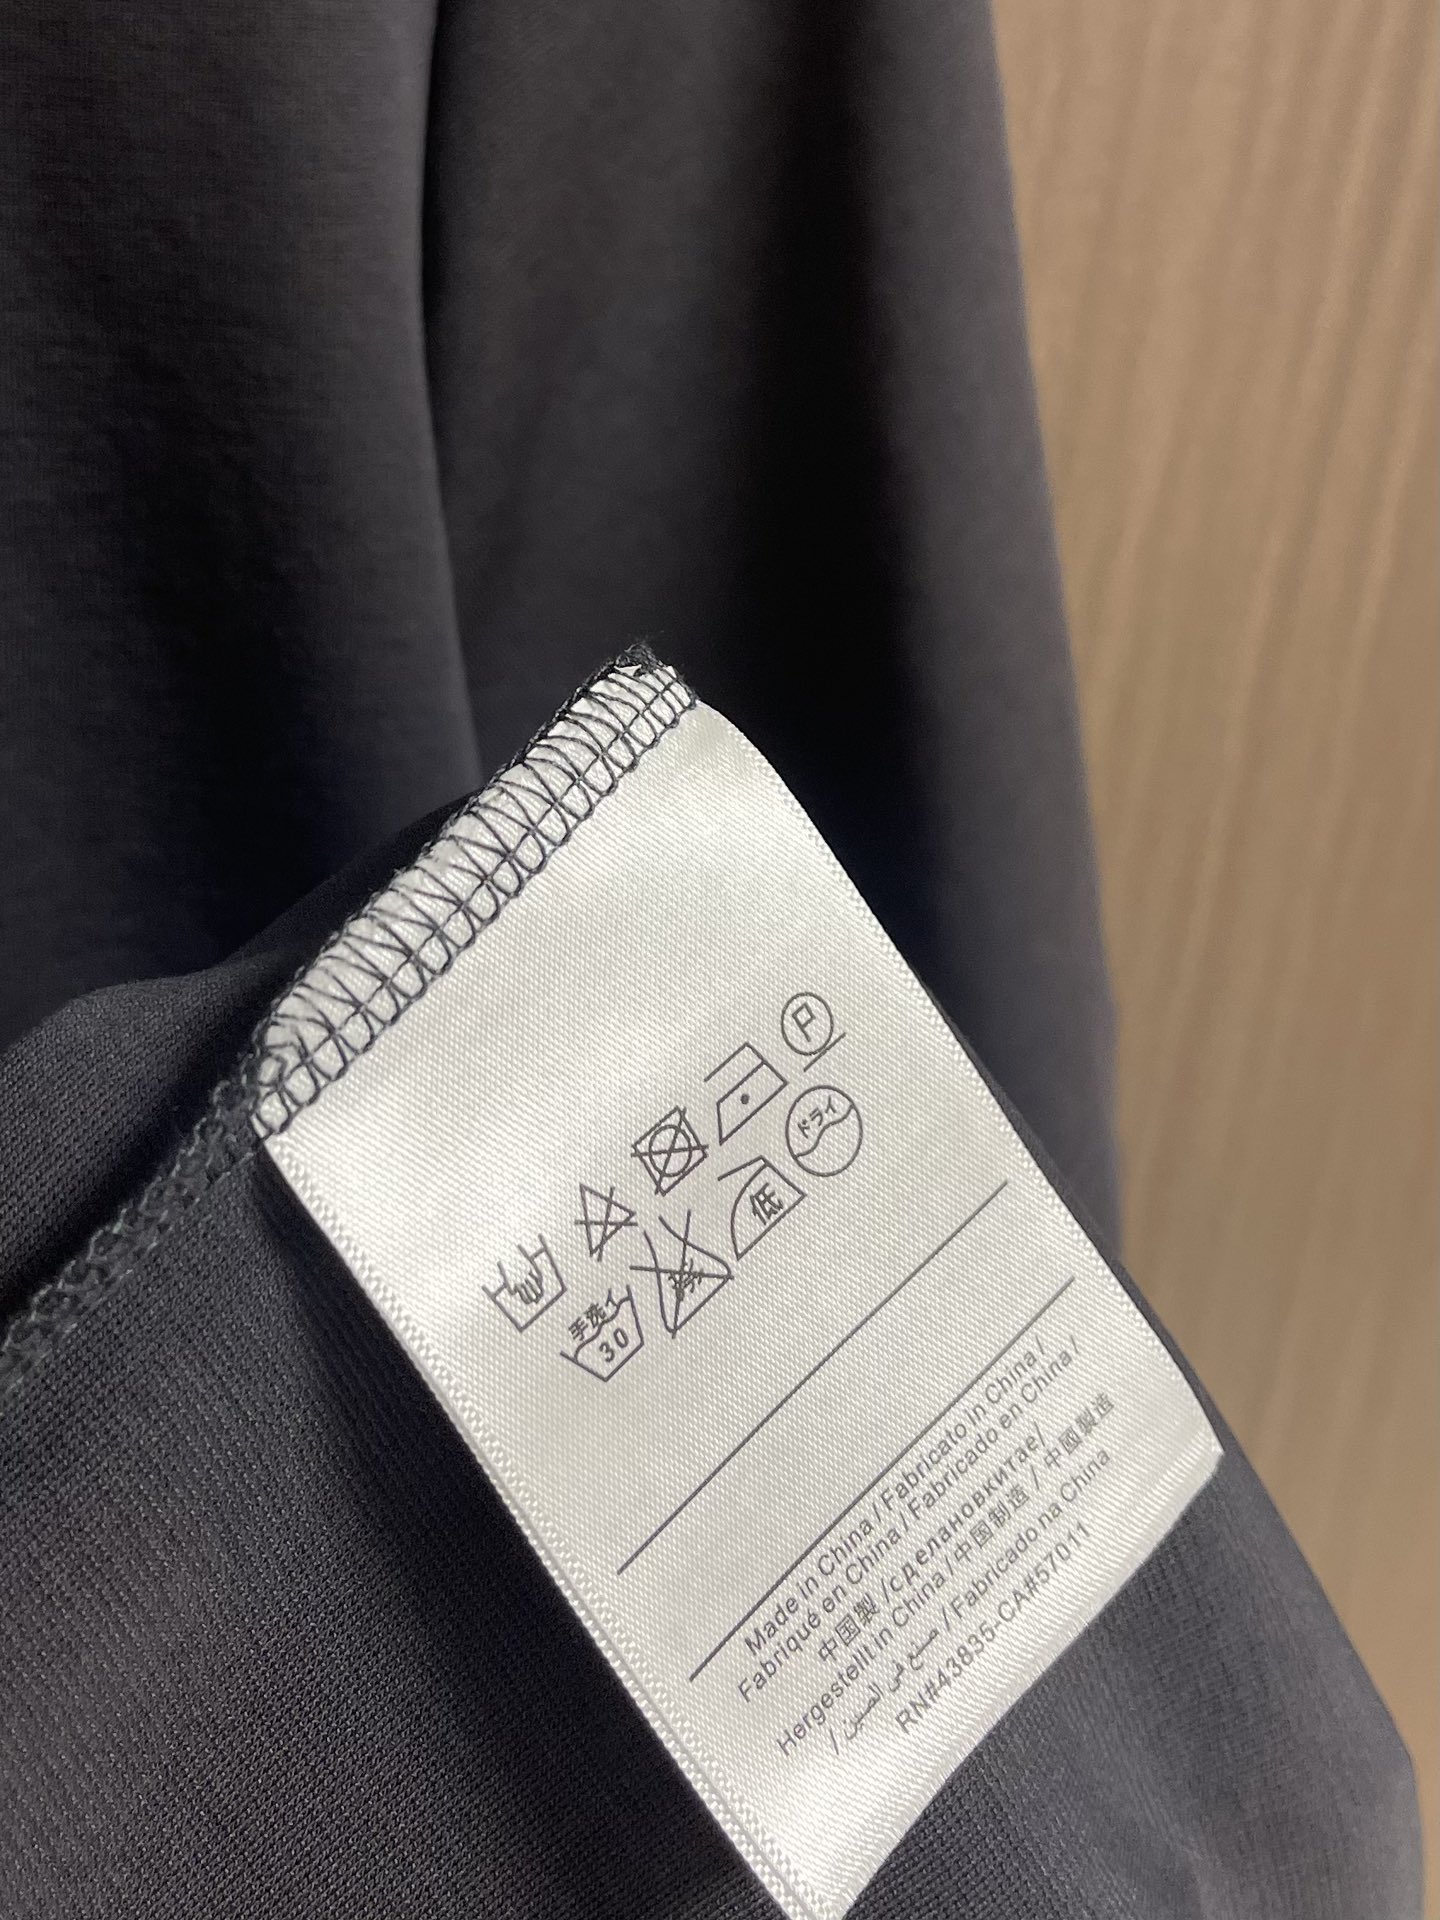 P
ドライ
低
手洗イ
30
Made in China / Fabricato in China /
Fabriqué en China / Fabricado en China /
中國製 / сделановкитае/
Hergestellt in China / 中国制造 / 中國製造
صنع في الصين / Fabricado na China /
RN#43835-CA#57011